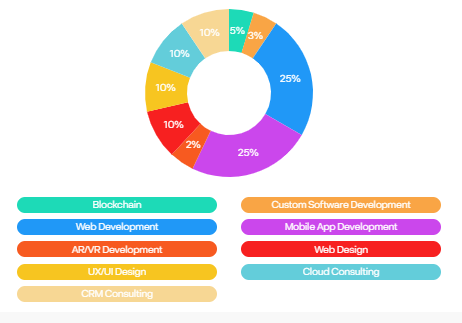 5%
3%
25%
25%
2%
10%
10%
10%
10%
Blockchain
Custom Software Development
Web Development
Mobile App Development
AR/VR Development
Web Design
UX/UI Design
Cloud Consulting
CRM Consulting